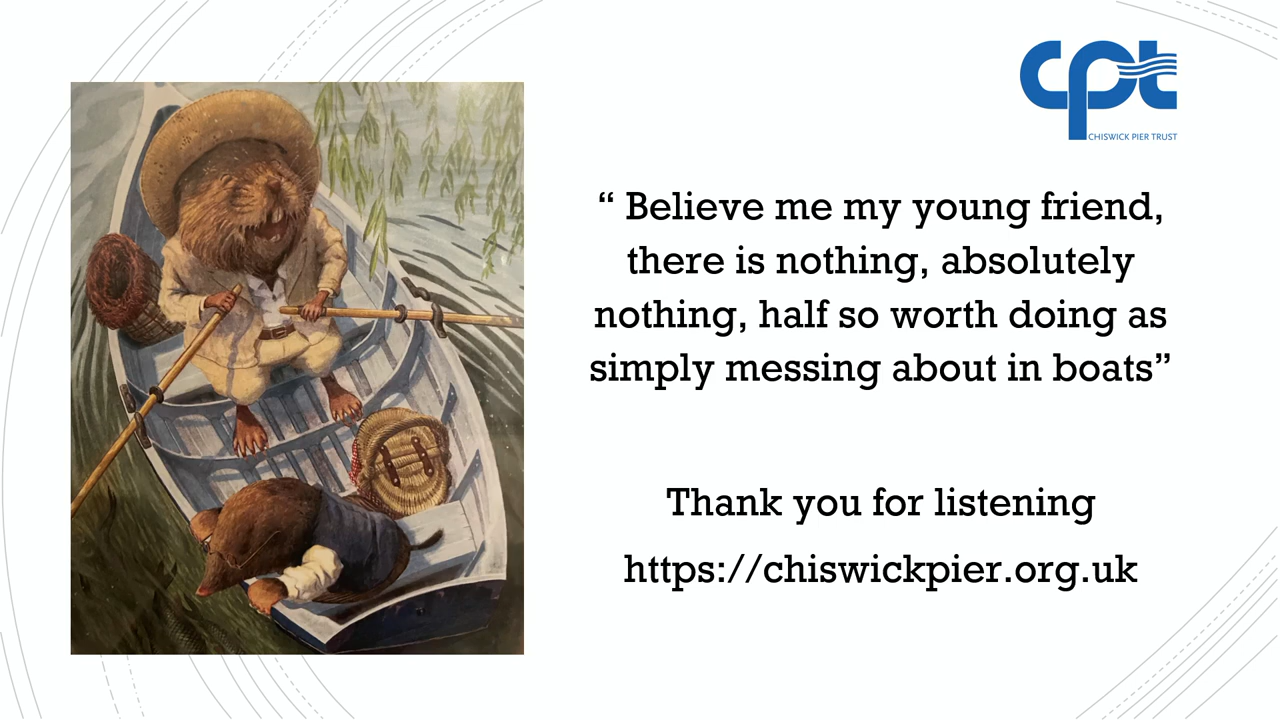 cpt
CHISWICK PIER TRUST
“ Believe me my young friend,
there is nothing, absolutely
nothing, half so worth doing as
simply messing about in boats”
Thank you for listening
https://chiswickpier.org.uk